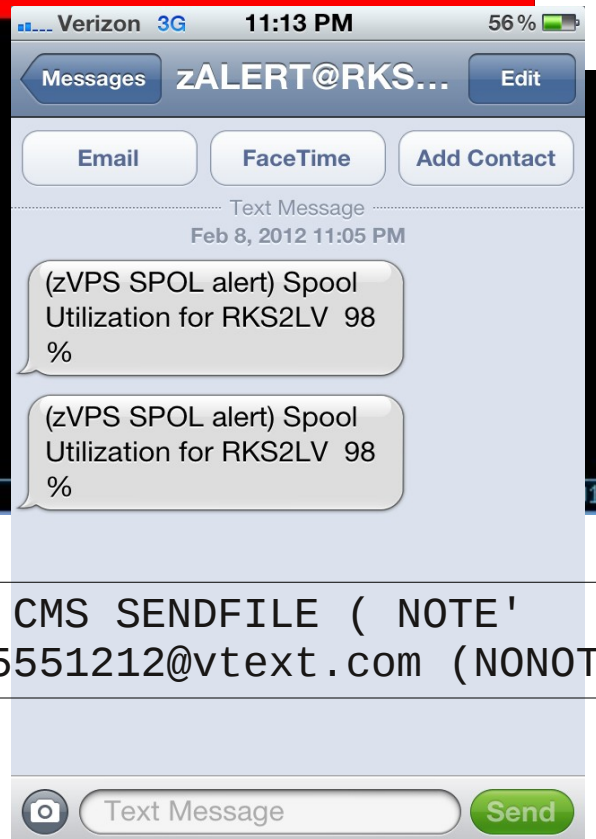 Verizon 3G 11:13 PM 56%
Messages zALERT@RKS... Edit
Email FaceTime Add Contact
Text Message
Feb 8, 2012 11:05 PM
(zVPS SPOL alert) Spool
Utilization for RKS2LV 98
%
(zVPS SPOL alert) Spool
Utilization for RKS2LV 98
%
CMS SENDFILE ( NOTE'
5551212@vtext.com (NONOT
Text Message Send